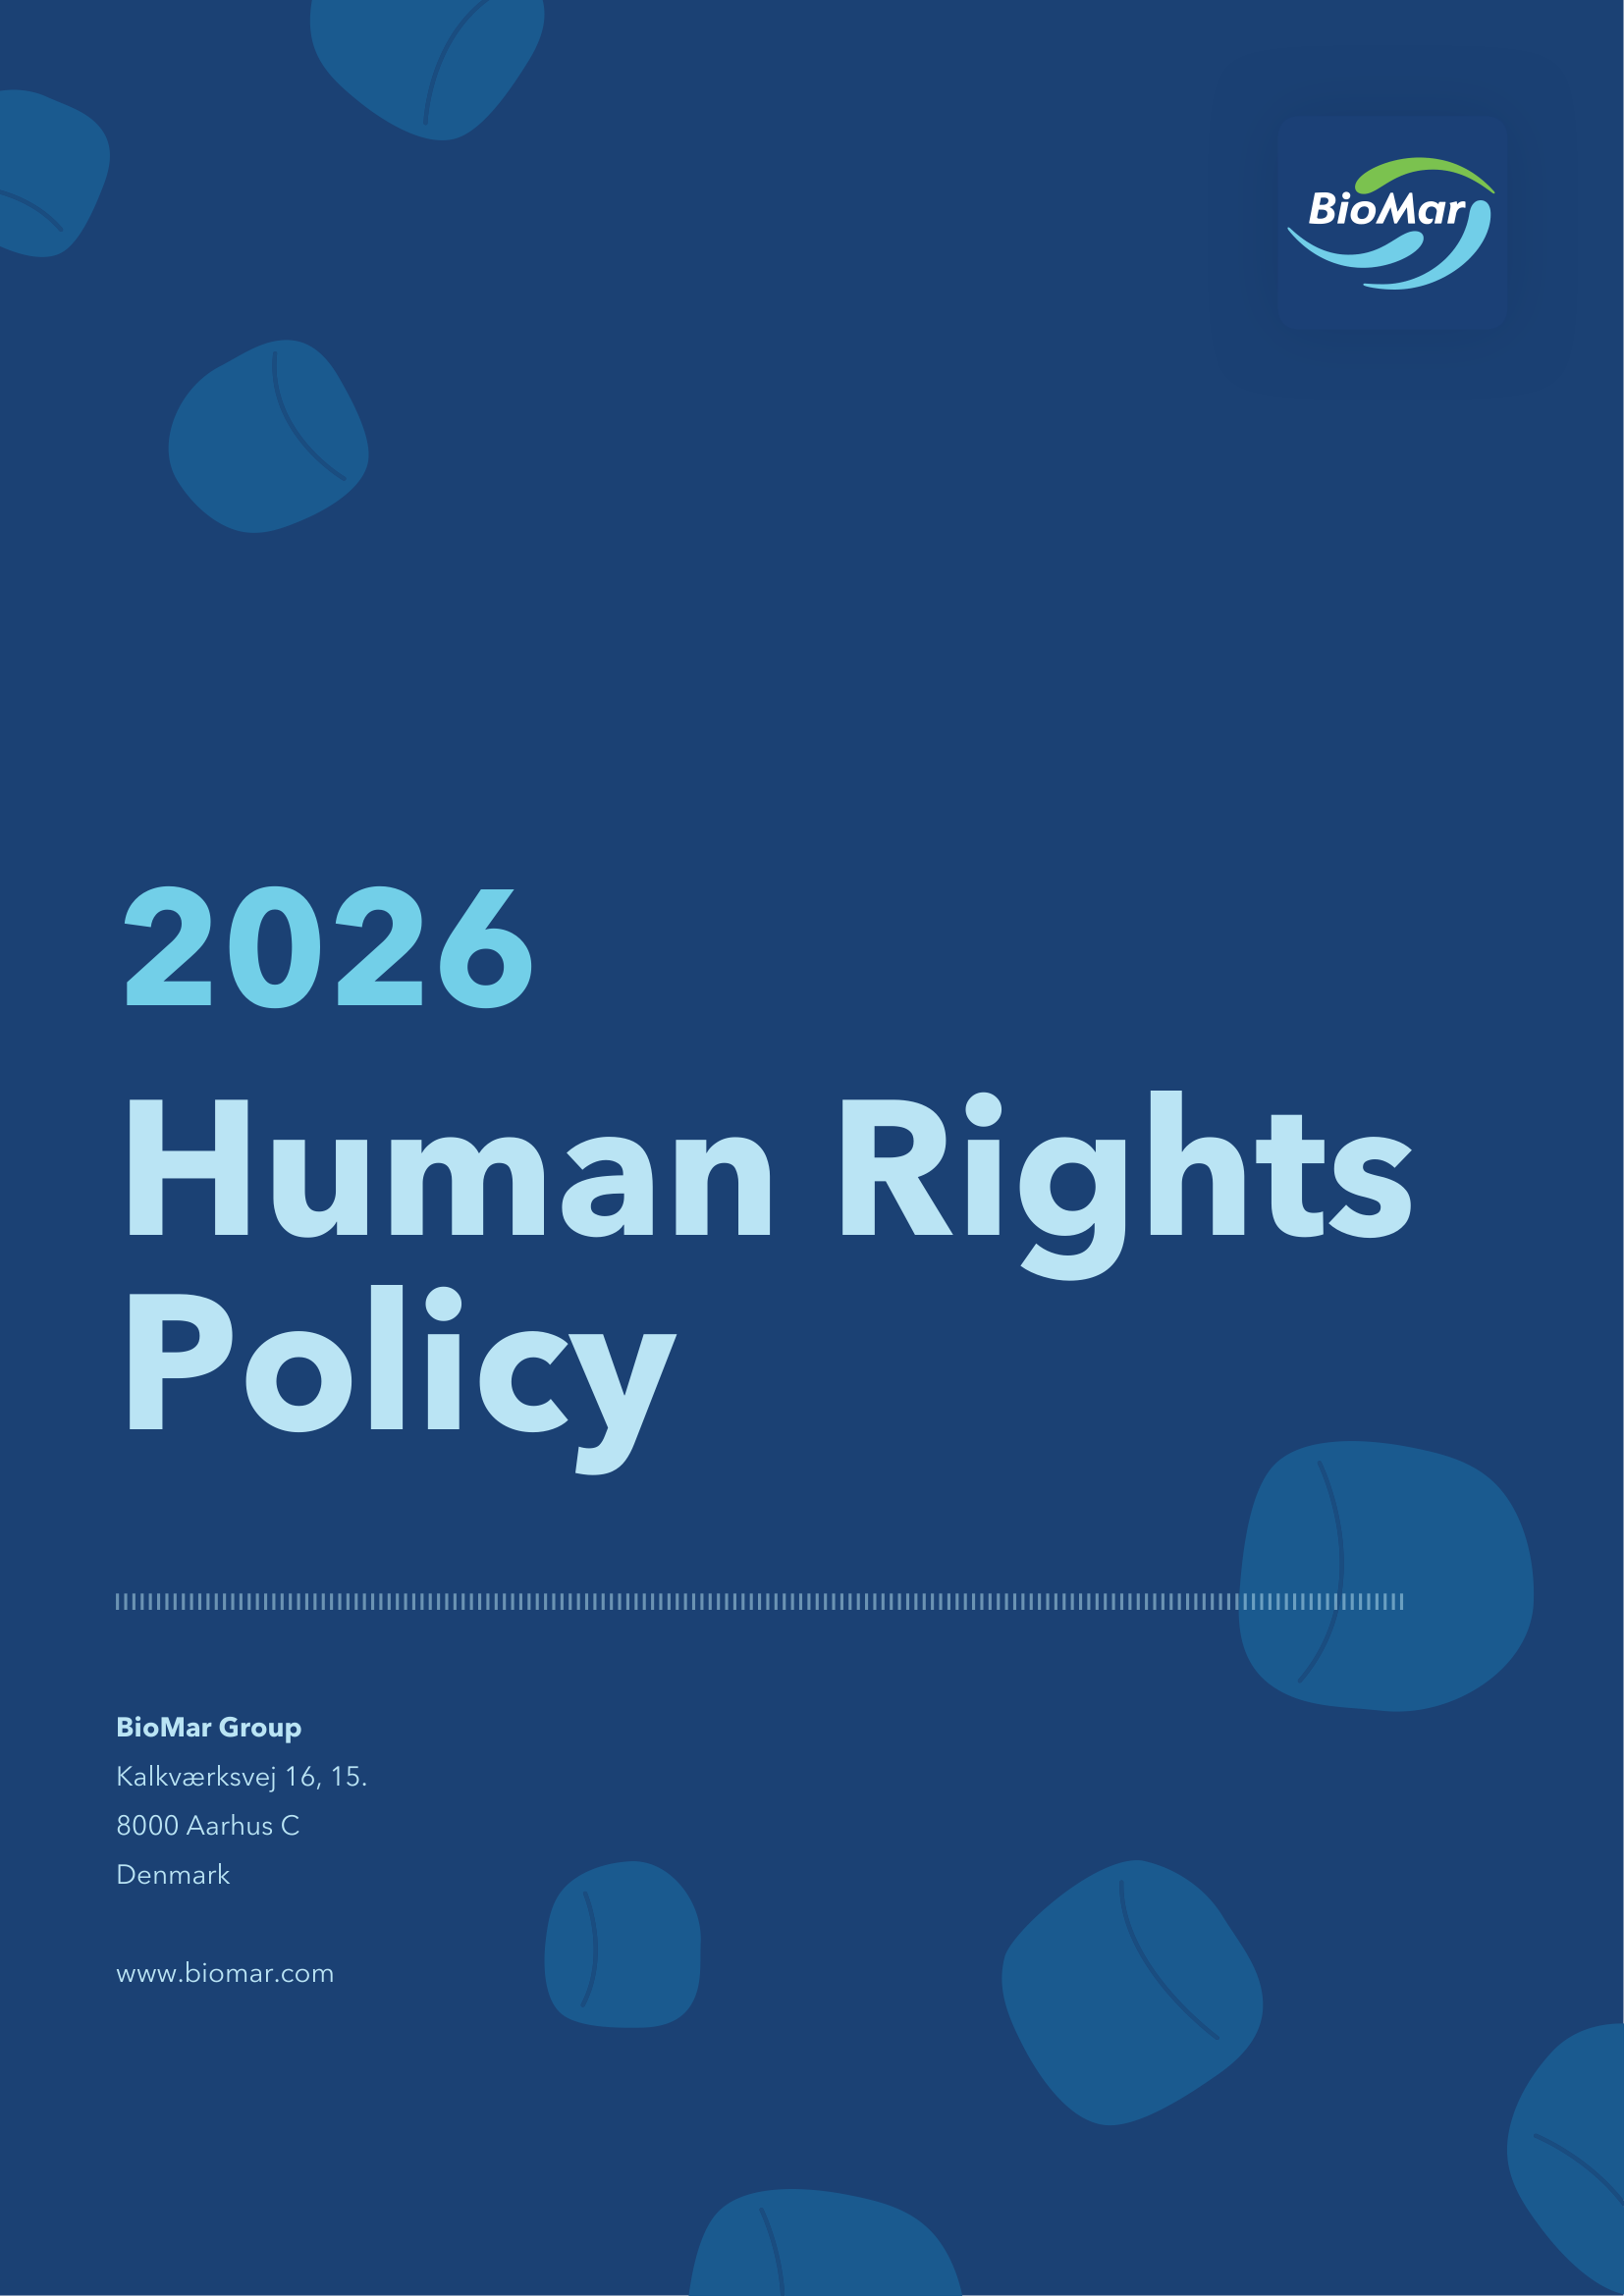 BioMar
2026
Human Rights
Policy
BioMar Group
Kalkværksvej 16, 15.
8000 Aarhus C
Denmark
www.biomar.com